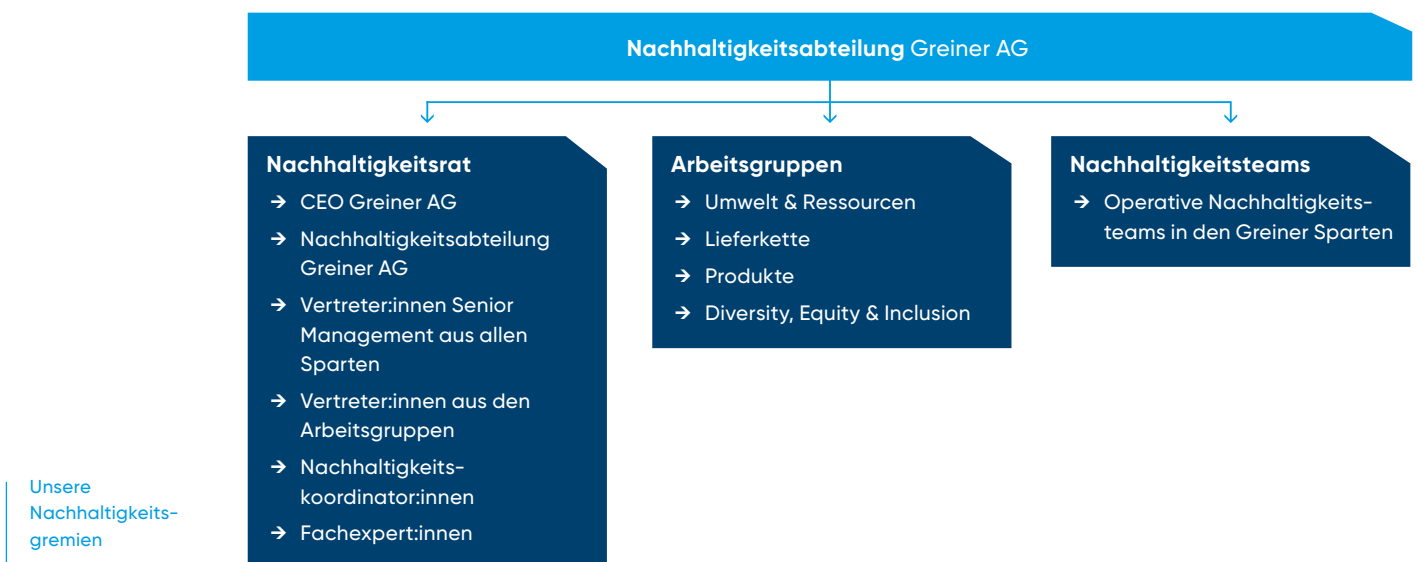 Nachhaltigkeitsabteilung Greiner AG
Nachhaltigkeitsrat
→ CEO Greiner AG
→ Nachhaltigkeitsabteilung
Greiner AG
→ Vertreter:innen Senior
Management aus allen
Sparten
→ Vertreter:innen aus den
Arbeitsgruppen
→ Nachhaltigkeits-
koordinator:innen
→ Fachexpert:innen
Arbeitsgruppen
→ Umwelt & Ressourcen
→ Lieferkette
→ Produkte
→ Diversity, Equity & Inclusion
Nachhaltigkeitsteams
→ Operative Nachhaltigkeits-
teams in den Greiner Sparten
Unsere
Nachhaltigkeits-
gremien